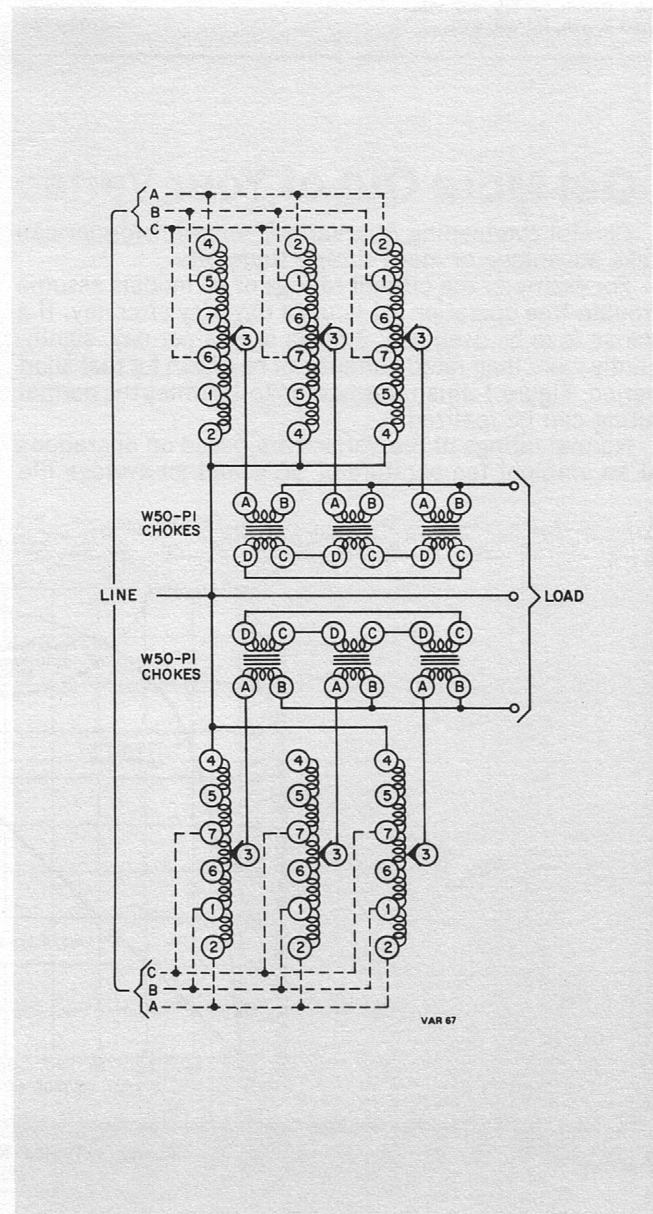 A
B
C
4 2 2
5 1 1
7 7 7
3 3 3
6 7 7
1 5 5
2 4 4
A B A B A B
W50-P1
CHOKES
D C D C D C
LINE
LOAD
D C D C D C
W50-P1
CHOKES
A B A B A B
4 4 4
5 5 5
7 7 7
3 3 3
6 6 6
1 1 1
2 2 2
C
B
A
VAR 67